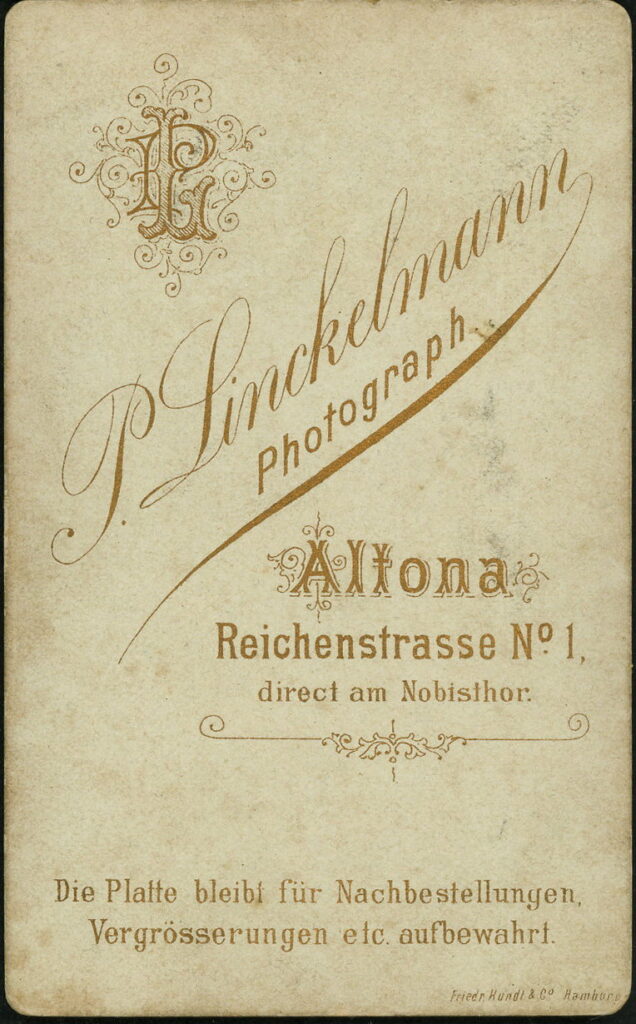 PL
P. Linckelmann
Photograph.
Altona
Reichenstrasse Nº 1,
direct am Nobisthor.
Die Platte bleibt für Nachbestellungen,
Vergrösserungen etc. aufbewahrt.
Friedr. Kundt & Cº Hamburg